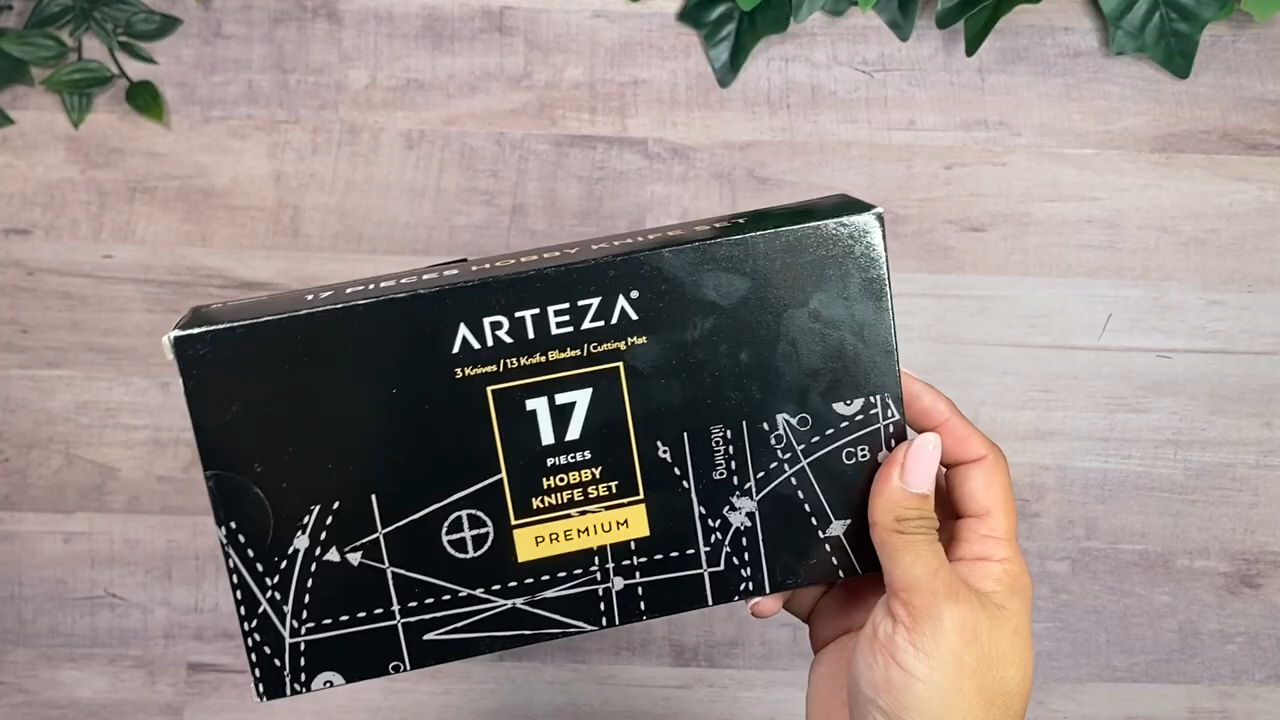 17 PIECES HOBBY KNIFE SET
ARTEZA®
3 Knives / 13 Knife Blades / Cutting Mat
17
PIECES
HOBBY
KNIFE SET
PREMIUM
litching
CB